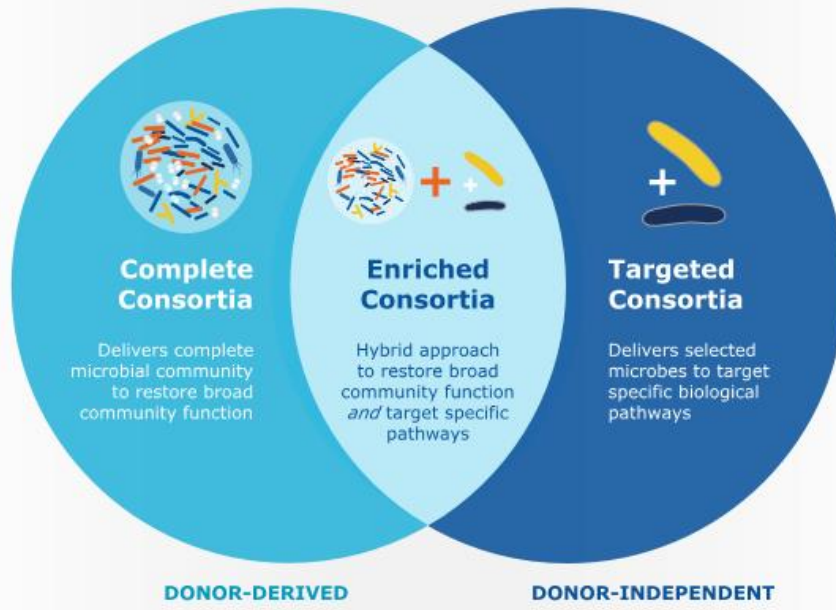 Complete
Consortia
Delivers complete
microbial community
to restore broad
community function
Enriched
Consortia
Hybrid approach
to restore broad
community function
and target specific
pathways
Targeted
Consortia
Delivers selected
microbes to target
specific biological
pathways
DONOR-DERIVED
DONOR-INDEPENDENT